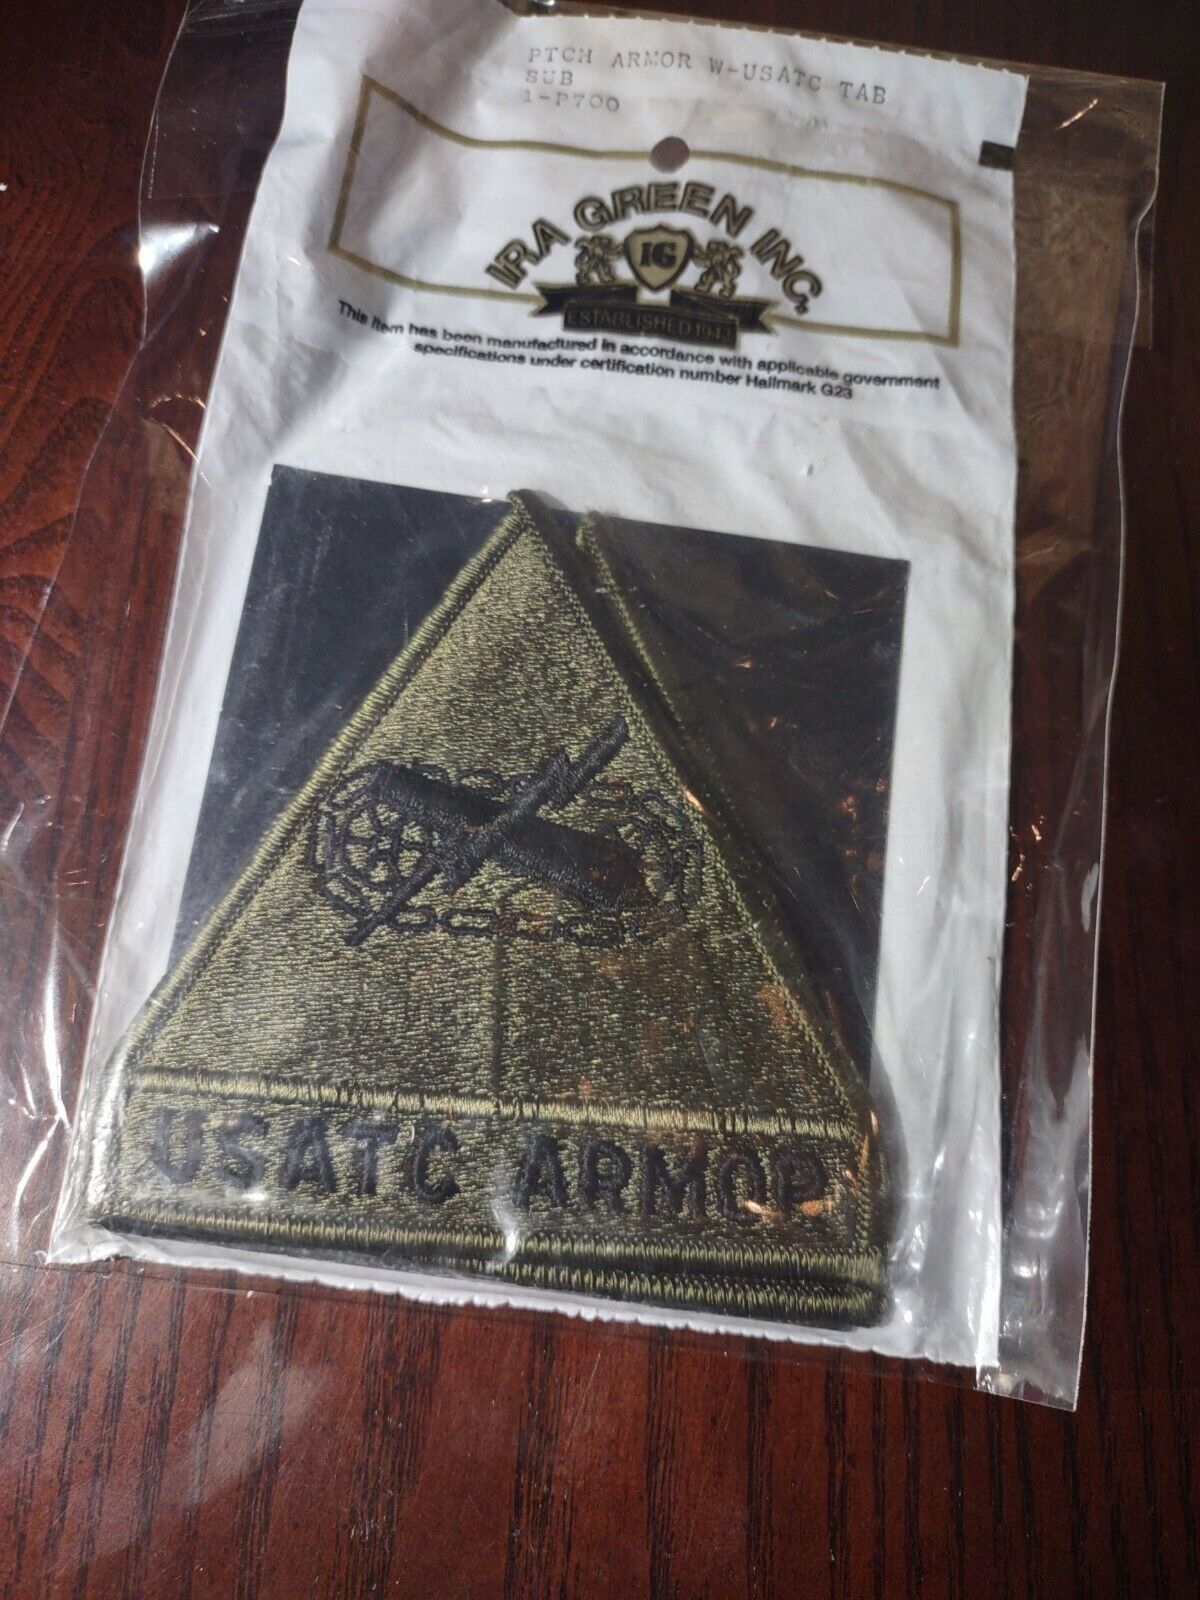 PTCH ARMOR W-USATC TAB
SUB
1-P700
IRA GREEN INC.
IG
ESTABLISHED 1943
This item has been manufactured in accordance with applicable government
specifications under certification number Hallmark G23
USATC ARMOR